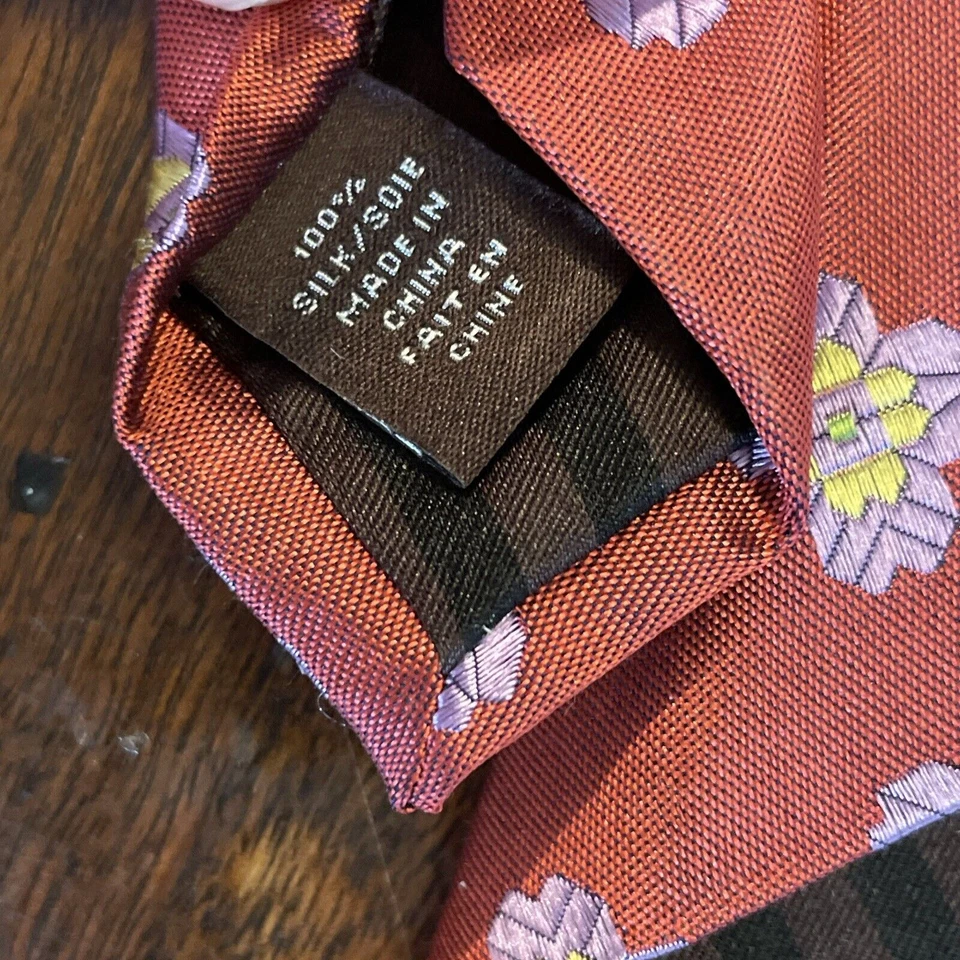 100%
SILK/SOIE
MADE IN
CHINA
FAIT EN
CHINE